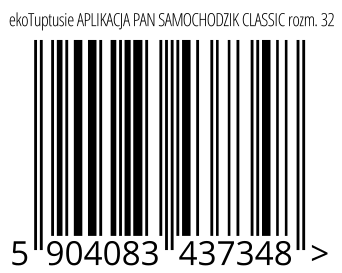 ekoTuptusie APLIKACJA PAN SAMOCHODZIK CLASSIC rozm. 32
5 904083 437348 >